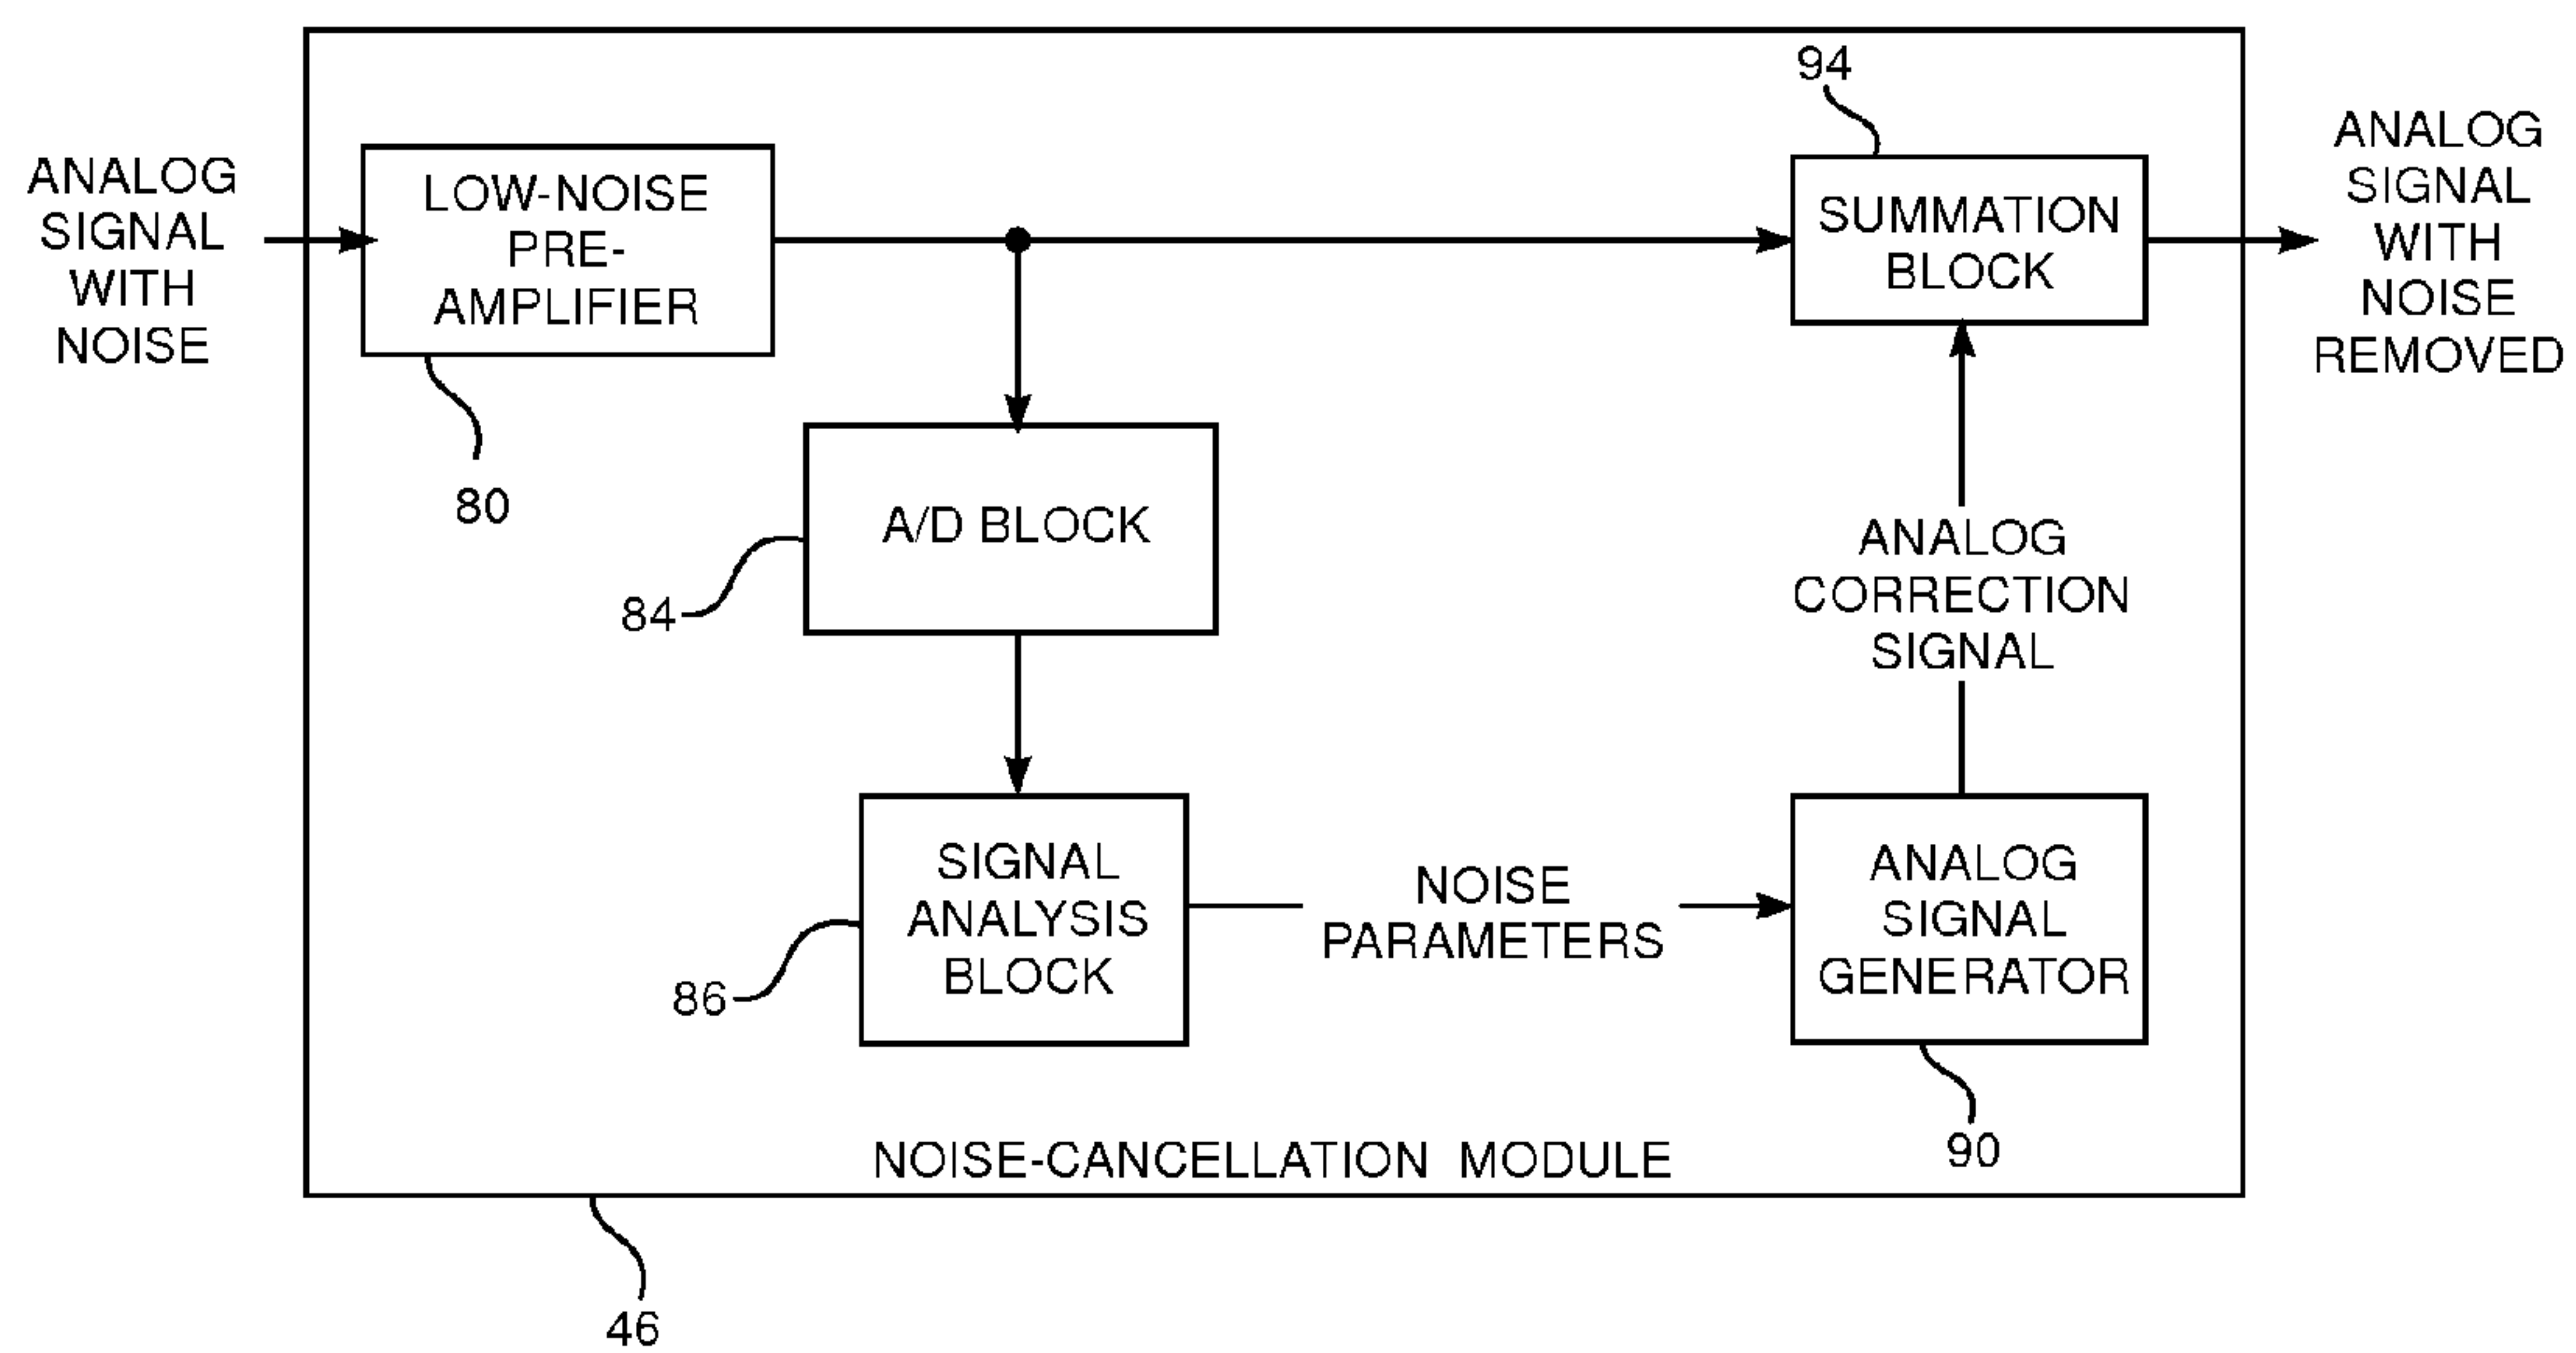 94
ANALOG
SIGNAL
WITH
NOISE
LOW-NOISE
PRE-
AMPLIFIER
80
SUMMATION
BLOCK
ANALOG
SIGNAL
WITH
NOISE
REMOVED
A/D BLOCK
84
ANALOG
CORRECTION
SIGNAL
SIGNAL
ANALYSIS
BLOCK
86
NOISE
PARAMETERS
ANALOG
SIGNAL
GENERATOR
90
NOISE-CANCELLATION MODULE
46